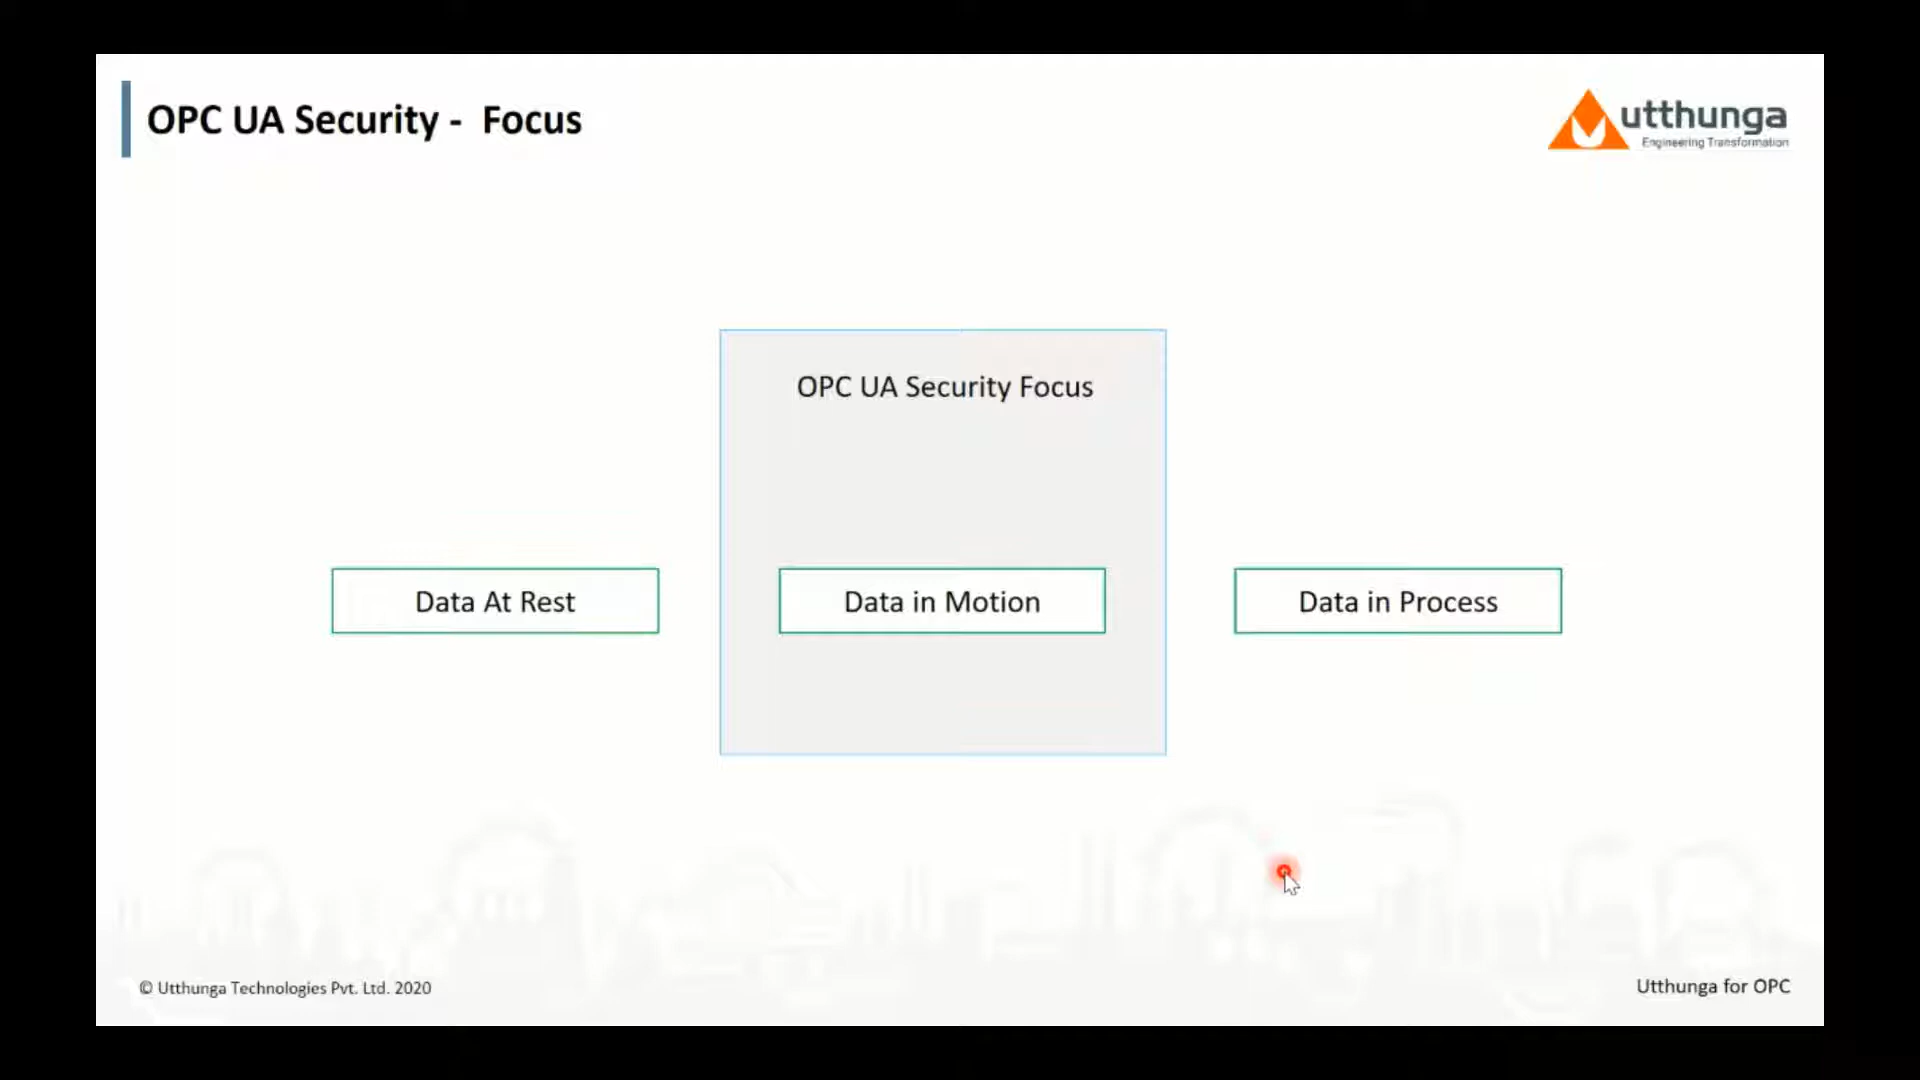 OPC UA Security -  Focus
utthunga
Engineering Transformation
OPC UA Security Focus
Data At Rest
Data in Motion
Data in Process
© Utthunga Technologies Pvt. Ltd. 2020
Utthunga for OPC